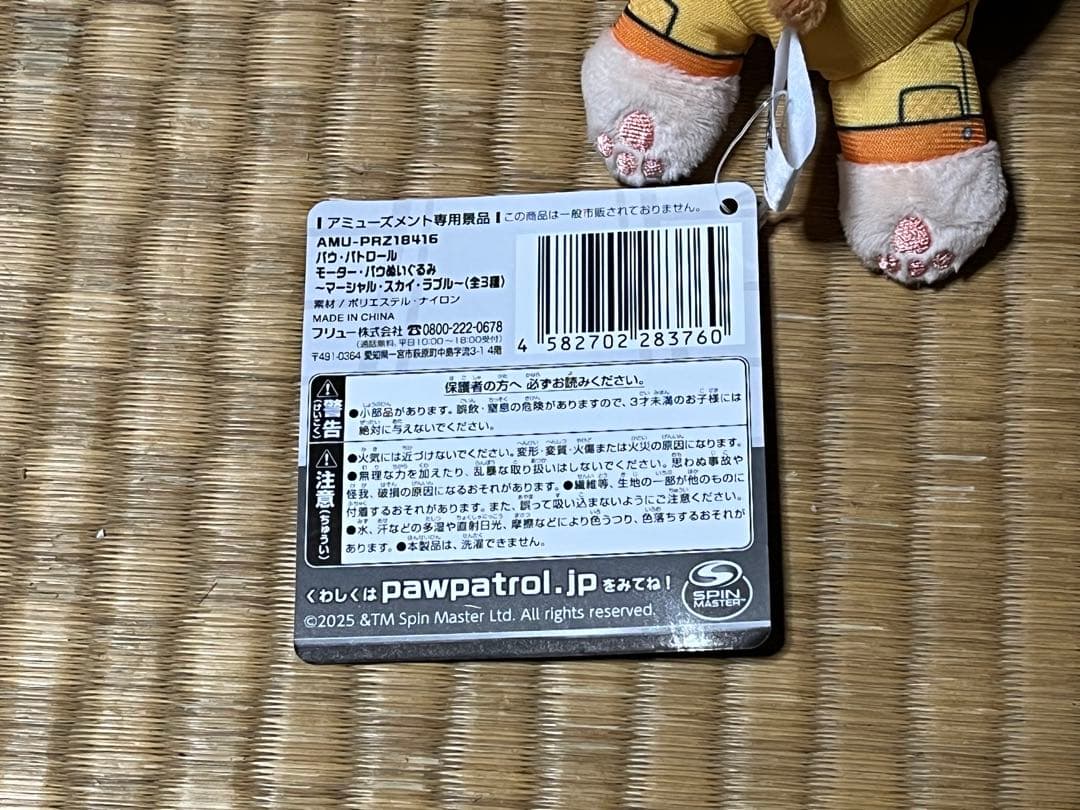 アミューズメント専用景品 この商品は一般市販されておりません。
AMU-PRZ18416
パウ・パトロール
モーター・パウぬいぐるみ
～マーシャル・スカイ・ラブル～(全3種)
素材/ポリエステル・ナイロン
MADE IN CHINA
フリュー株式会社 ☎0800-222-0678
(通話無料、平日10:00～18:00受付)
〒491-0364 愛知県一宮市萩原町中島字流3-1 4階
4 582702 283760
保護者の方へ 必ずお読みください。
警告(けいこく)
●小部品があります。誤飲・窒息の危険がありますので、3才未満のお子様には
絶対に与えないでください。
注意(ちゅうい)
●火気には近づけないでください。変形・変質・火傷または火災の原因になります。
●無理な力を加えたり、乱暴な取り扱いはしないでください。思わぬ事故や
怪我、破損の原因になるおそれがあります。●繊維等、生地の一部が他のものに
付着するおそれがあります。また、誤って吸い込まないようにご注意ください。
●水、汗などの多湿や直射日光、摩擦などにより色うつり、色落ちするおそれが
あります。●本製品は、洗濯できません。
くわしくは pawpatrol.jp をみてね!
©2025 &TM Spin Master Ltd. All rights reserved.
SPIN
MASTER™